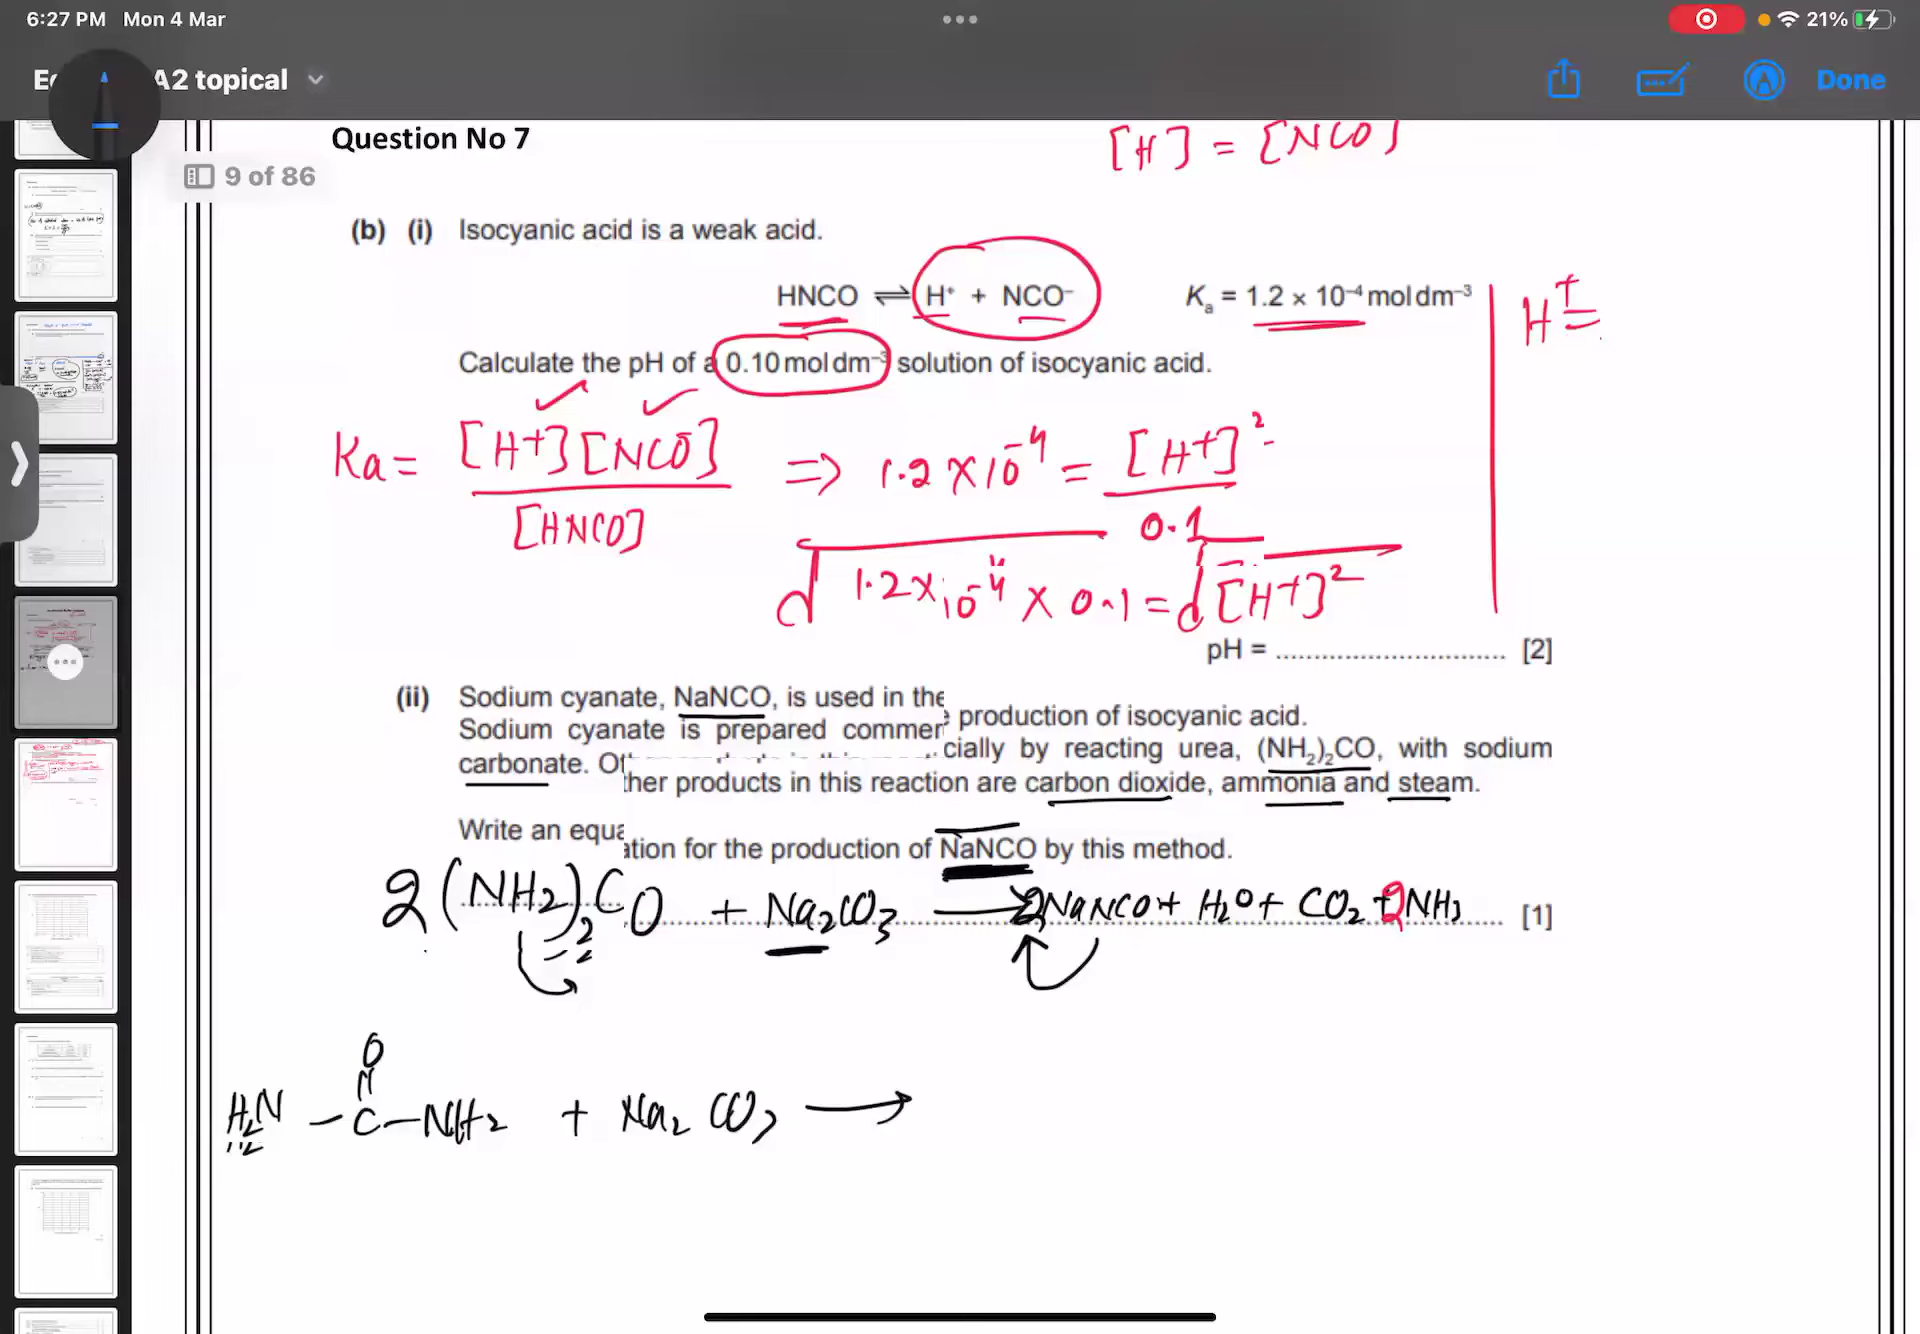 6:27 PM Mon 4 Mar
21%
A2 topical
Done
9 of 86
Question No 7
[H] = [NCO]
(b) (i) Isocyanic acid is a weak acid.
HNCO ⇌ H⁺ + NCO⁻ Kₐ = 1.2 × 10⁻⁴ mol dm⁻³
H⁺ =
Calculate the pH of a 0.10 mol dm⁻³ solution of isocyanic acid.
Ka = [H+][NCO⁻] / [HNCO] => 1.2 X 10⁻⁴ = [H+]² / 0.1
√1.2 x 10⁻⁴ x 0.1 = √[H+]²
pH = .............................. [2]
(ii) Sodium cyanate, NaNCO, is used in the production of isocyanic acid.
Sodium cyanate is prepared commercially by reacting urea, (NH₂)₂CO, with sodium
carbonate. Other products in this reaction are carbon dioxide, ammonia and steam.
Write an equation for the production of NaNCO by this method.
2(NH2)₂CO + Na₂CO₃ → 2NaNCO + H₂O + CO₂ + 2NH₃ [1]
O
H₂N – C – NH₂ + Na₂CO₃ →